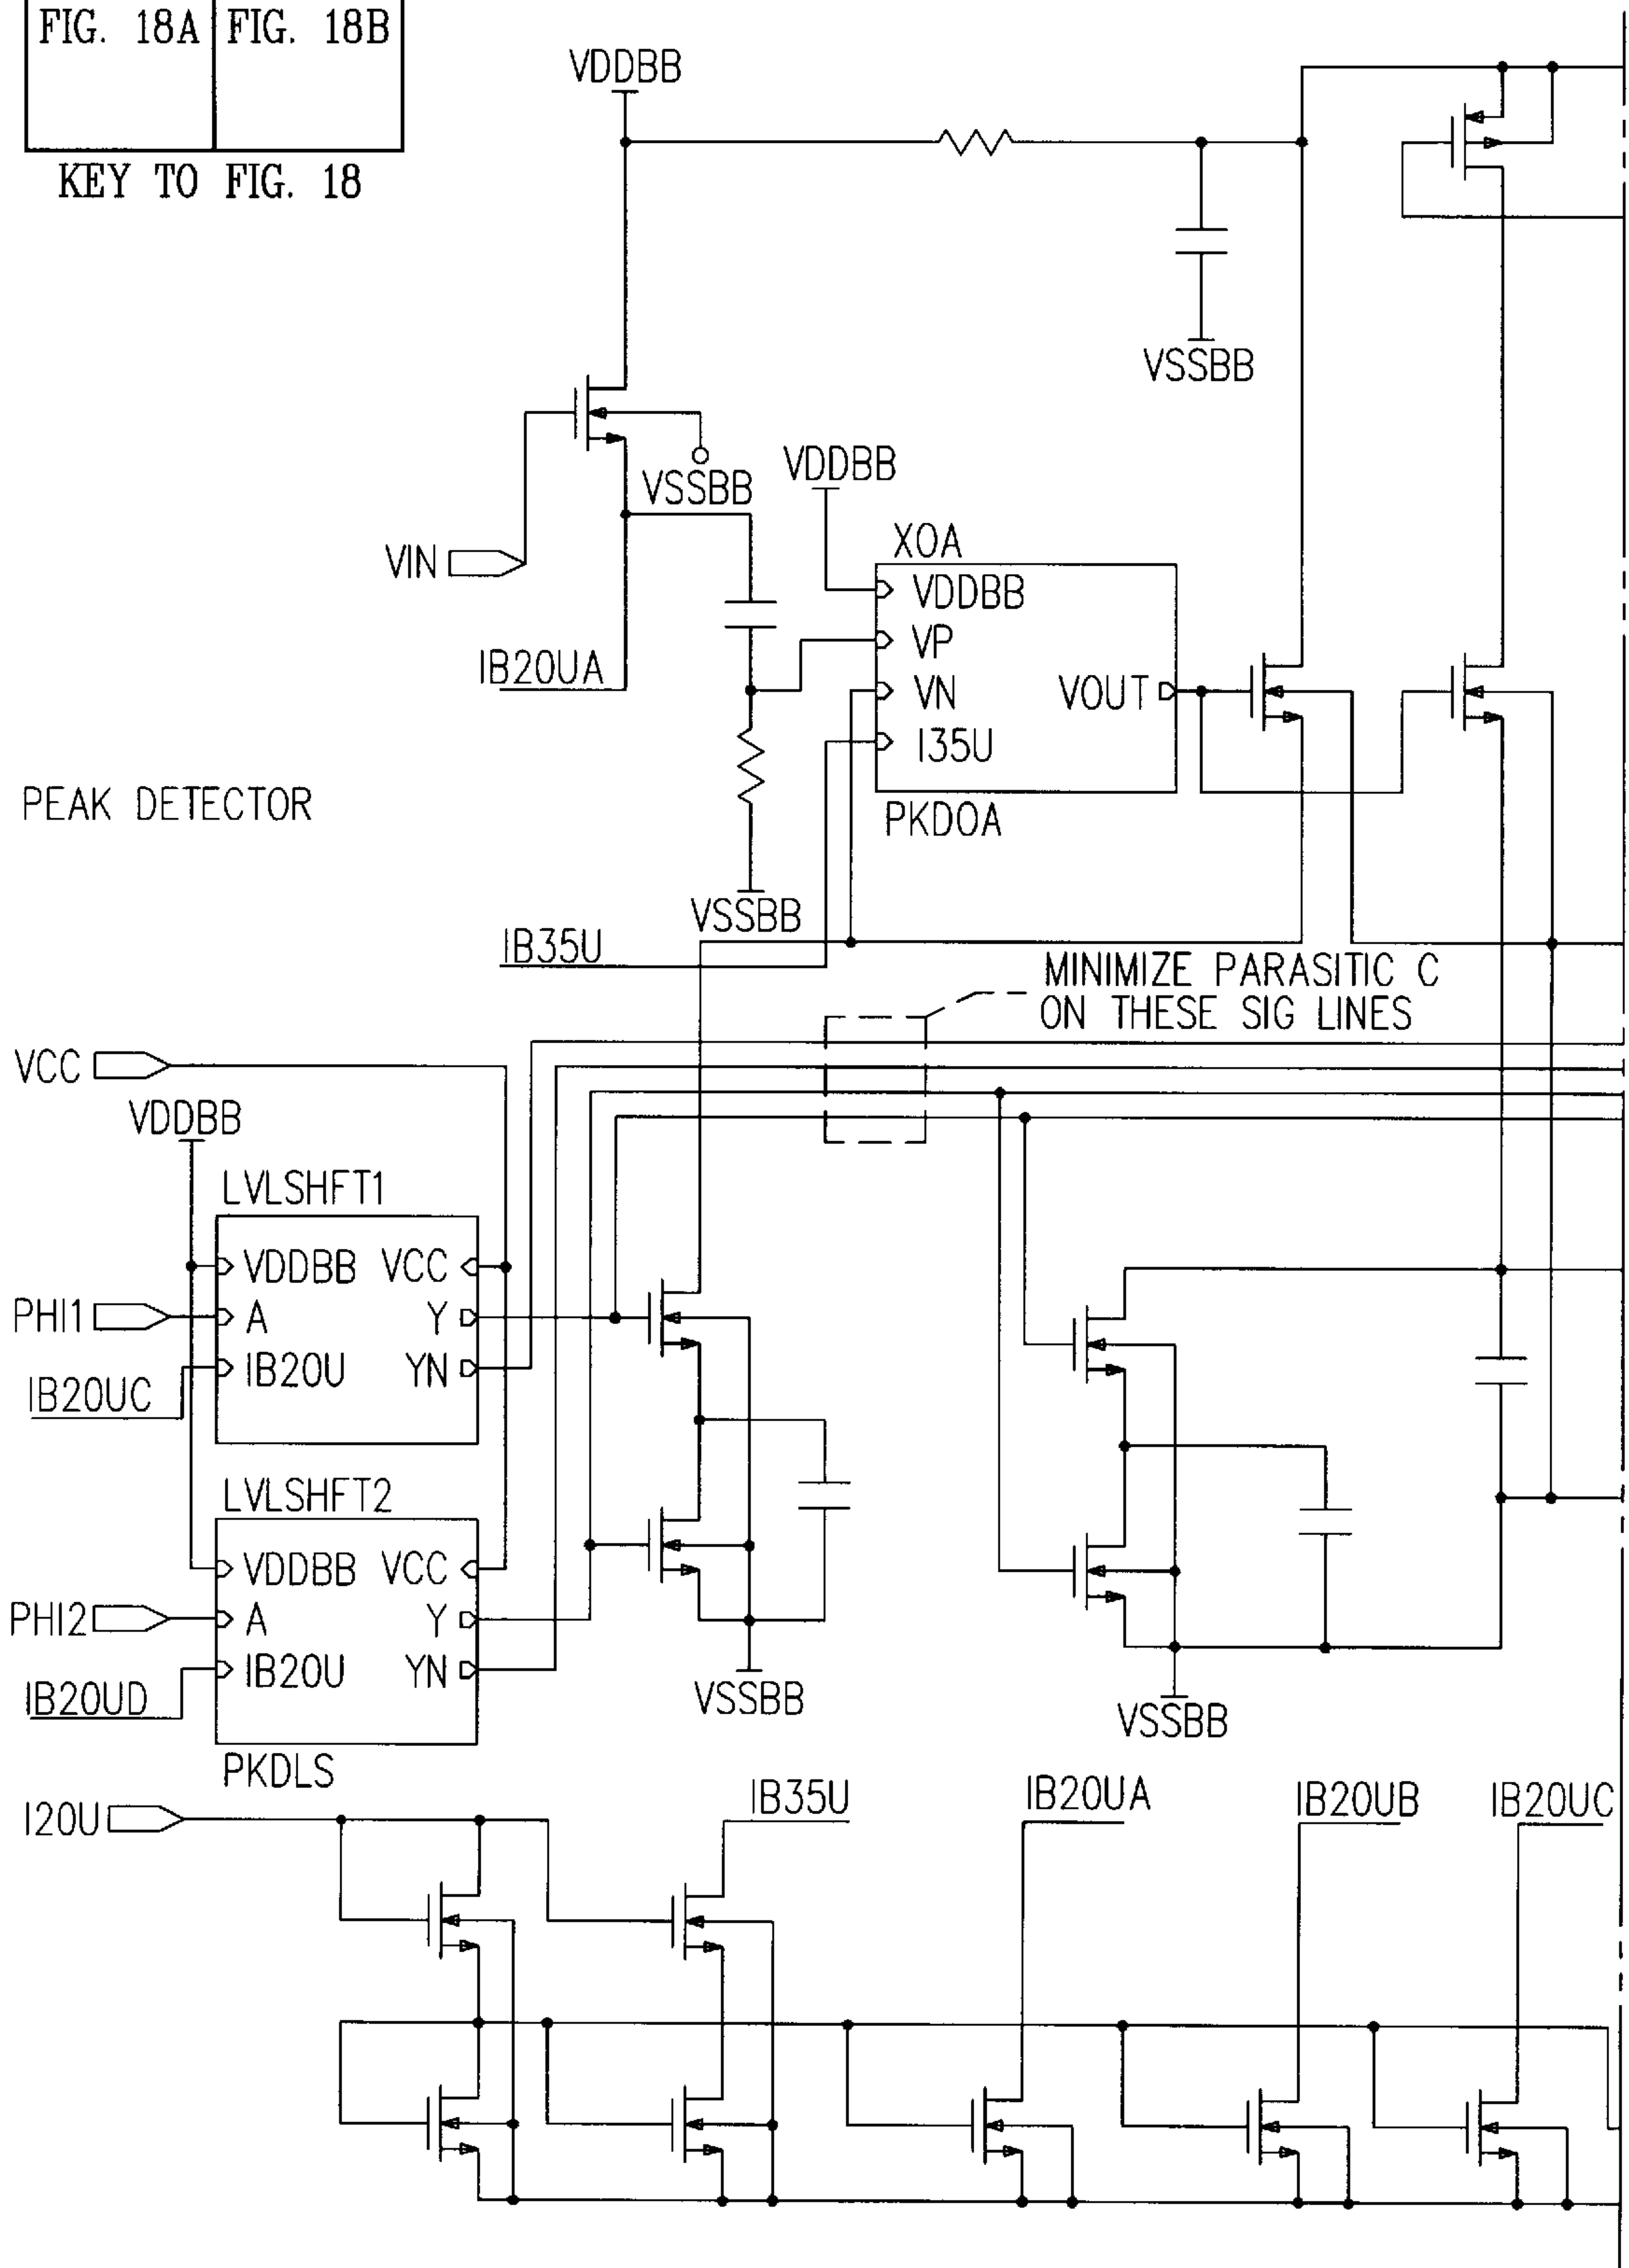 FIG. 18A FIG. 18B
KEY TO FIG. 18
VDDBB
VSSBB
VSSBB
VDDBB
VIN
X0A
VDDBB
VP
IB20UA
VN
VOUT
I35U
PEAK DETECTOR
PKDOA
VSSBB
IB35U
MINIMIZE PARASITIC C
ON THESE SIG LINES
VCC
VDDBB
LVLSHFT1
VDDBB VCC
PHI1
A Y
IB20U YN
IB20UC
LVLSHFT2
VDDBB VCC
PHI2
A Y
IB20U YN
IB20UD
VSSBB
VSSBB
PKDLS
I20U
IB35U
IB20UA
IB20UB
IB20UC